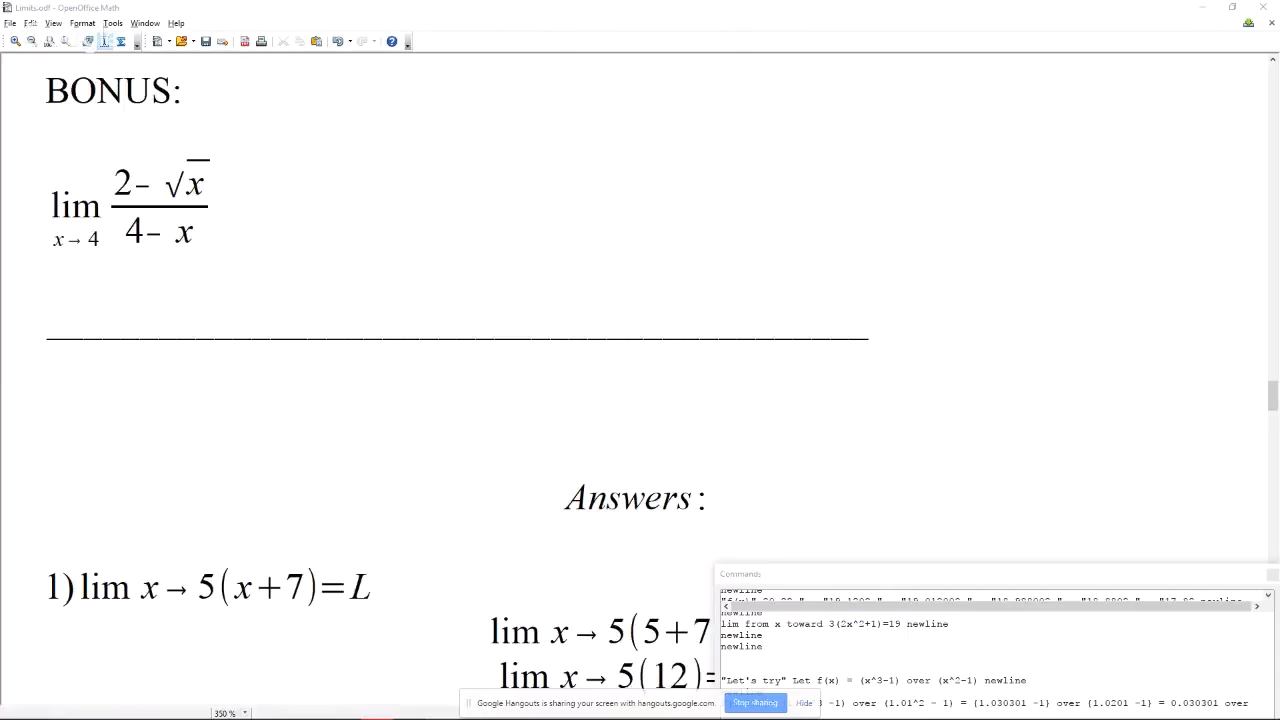 Limits.odf - OpenOffice Math
File Edit View Format Tools Window Help
BONUS:
lim x→4 (2− √x)/(4− x)
Answers:
1) lim x→5(x+7)=L
lim x→5(5+7
lim x→5(12)=
Commands
newline
newline
lim from x toward 3(2x^2+1)=19 newline
newline
newline
"Let's try" Let f(x) = (x^3-1) over (x^2-1) newline
Google Hangouts is sharing your screen with hangouts.google.com. Stop sharing Hide
3 -1) over (1.01^2 - 1) = {1.030301 -1} over {1.0201 -1} =
350 %